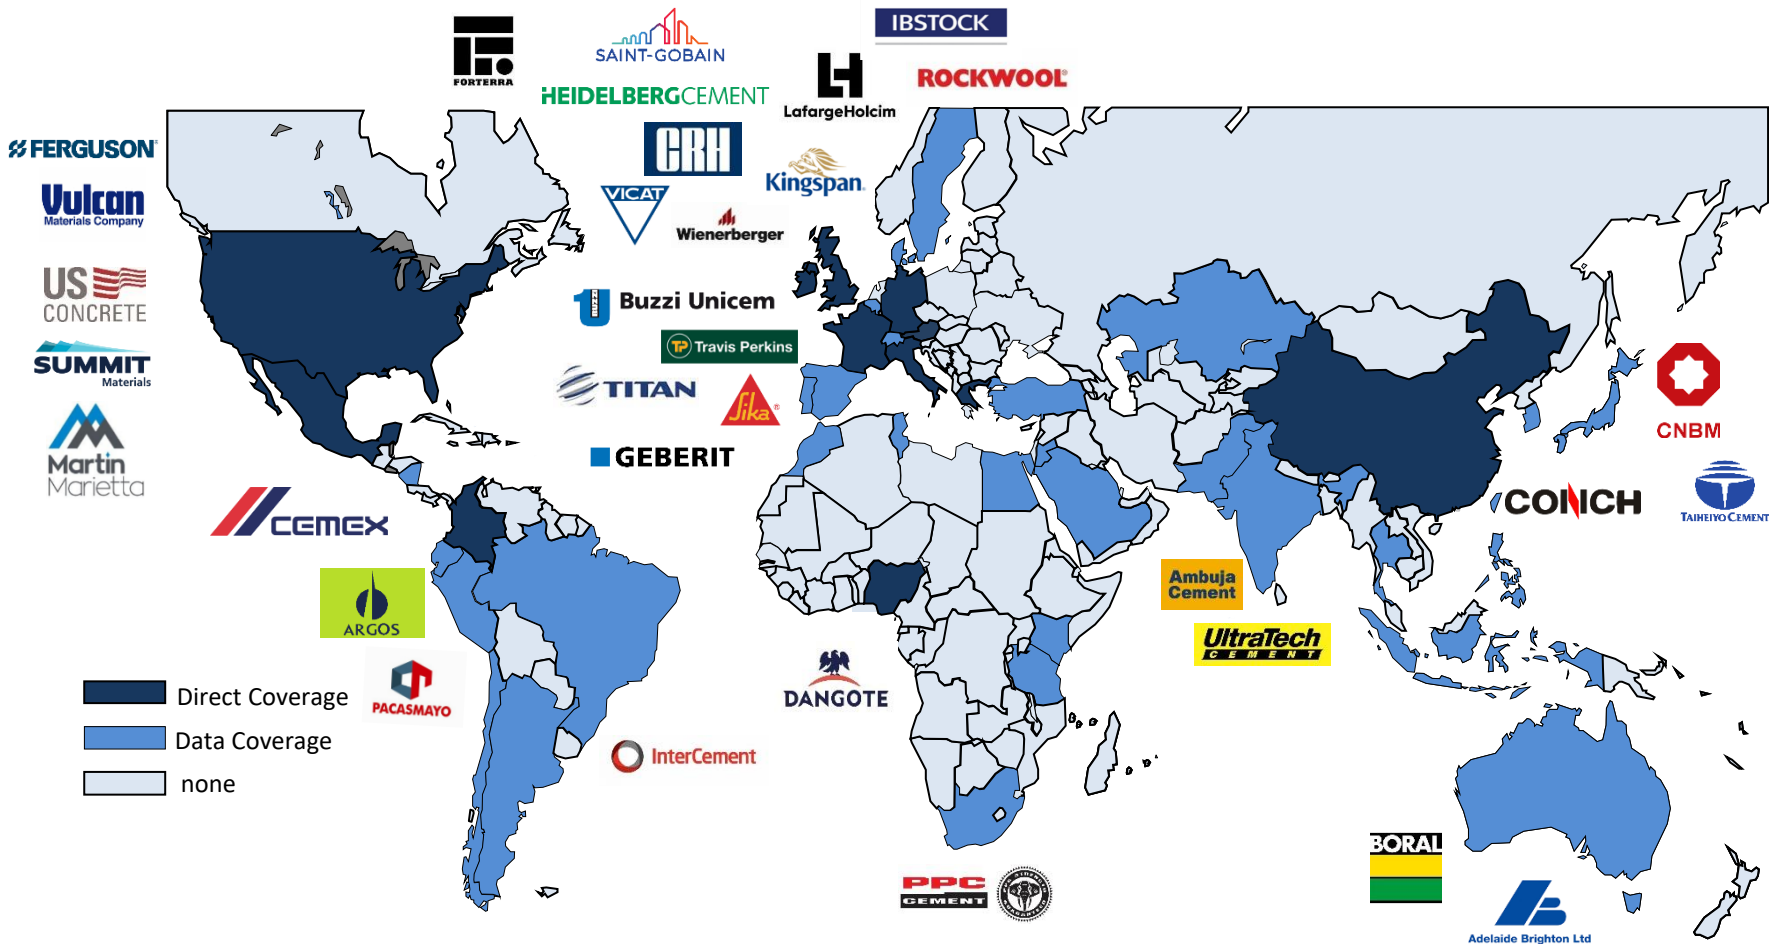 FORTERRA
SAINT-GOBAIN
IBSTOCK
HEIDELBERGCEMENT
LafargeHolcim
ROCKWOOL
FERGUSON
CRH
Kingspan
Vulcan
Materials Company
VICAT
Wienerberger
US
CONCRETE
Buzzi Unicem
TP Travis Perkins
SUMMIT
Materials
TITAN
Sika
CNBM
Martin
Marietta
GEBERIT
CEMEX
CONCH
TAIHEIYO CEMENT
ARGOS
Ambuja
Cement
UltraTech
CEMENT
PACASMAYO
DANGOTE
Direct Coverage
Data Coverage
none
InterCement
BORAL
PPC
CEMENT
Adelaide Brighton Ltd